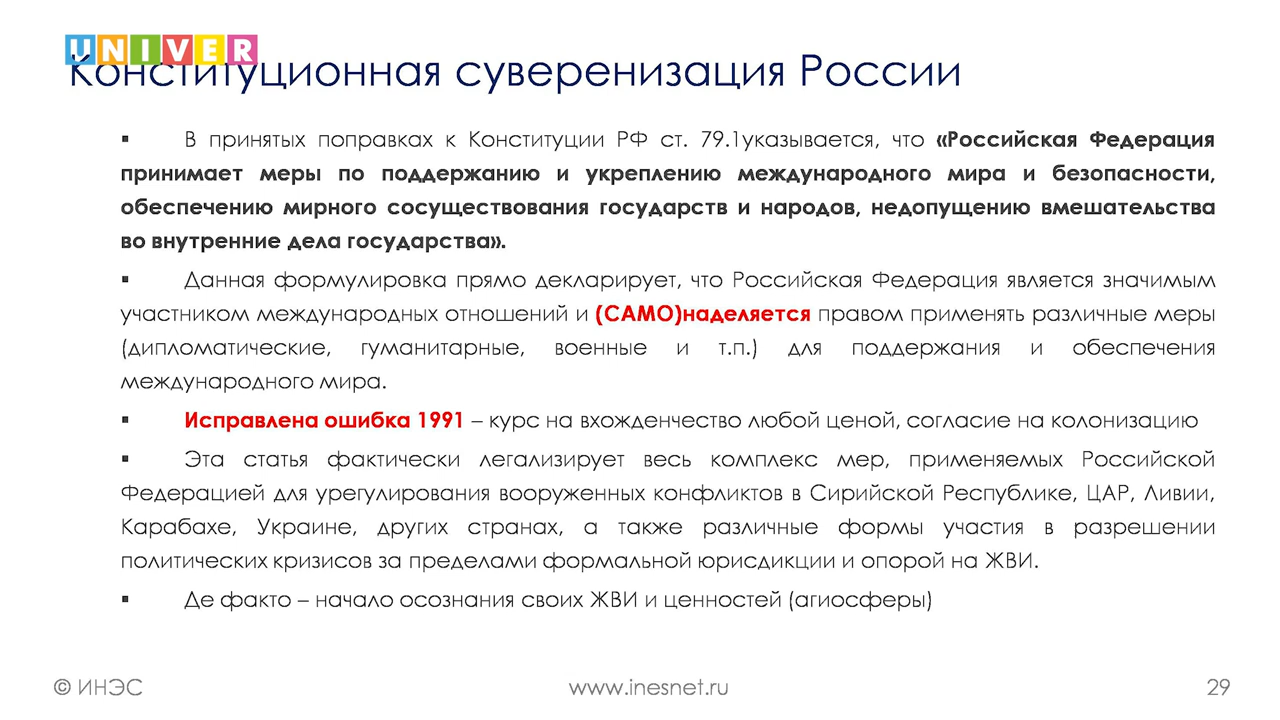 UNIVER
Конституционная суверенизация России
▪ В принятых поправках к Конституции РФ ст. 79.1указывается, что «Российская Федерация
принимает меры по поддержанию и укреплению международного мира и безопасности,
обеспечению мирного сосуществования государств и народов, недопущению вмешательства
во внутренние дела государства».
▪ Данная формулировка прямо декларирует, что Российская Федерация является значимым
участником международных отношений и (САМО)наделяется правом применять различные меры
(дипломатические, гуманитарные, военные и т.п.) для поддержания и обеспечения
международного мира.
▪ Исправлена ошибка 1991 – курс на вхожденчество любой ценой, согласие на колонизацию
▪ Эта статья фактически легализирует весь комплекс мер, применяемых Российской
Федерацией для урегулирования вооруженных конфликтов в Сирийской Республике, ЦАР, Ливии,
Карабахе, Украине, других странах, а также различные формы участия в разрешении
политических кризисов за пределами формальной юрисдикции и опорой на ЖВИ.
▪ Де факто – начало осознания своих ЖВИ и ценностей (агиосферы)
© ИНЭС www.inesnet.ru 29